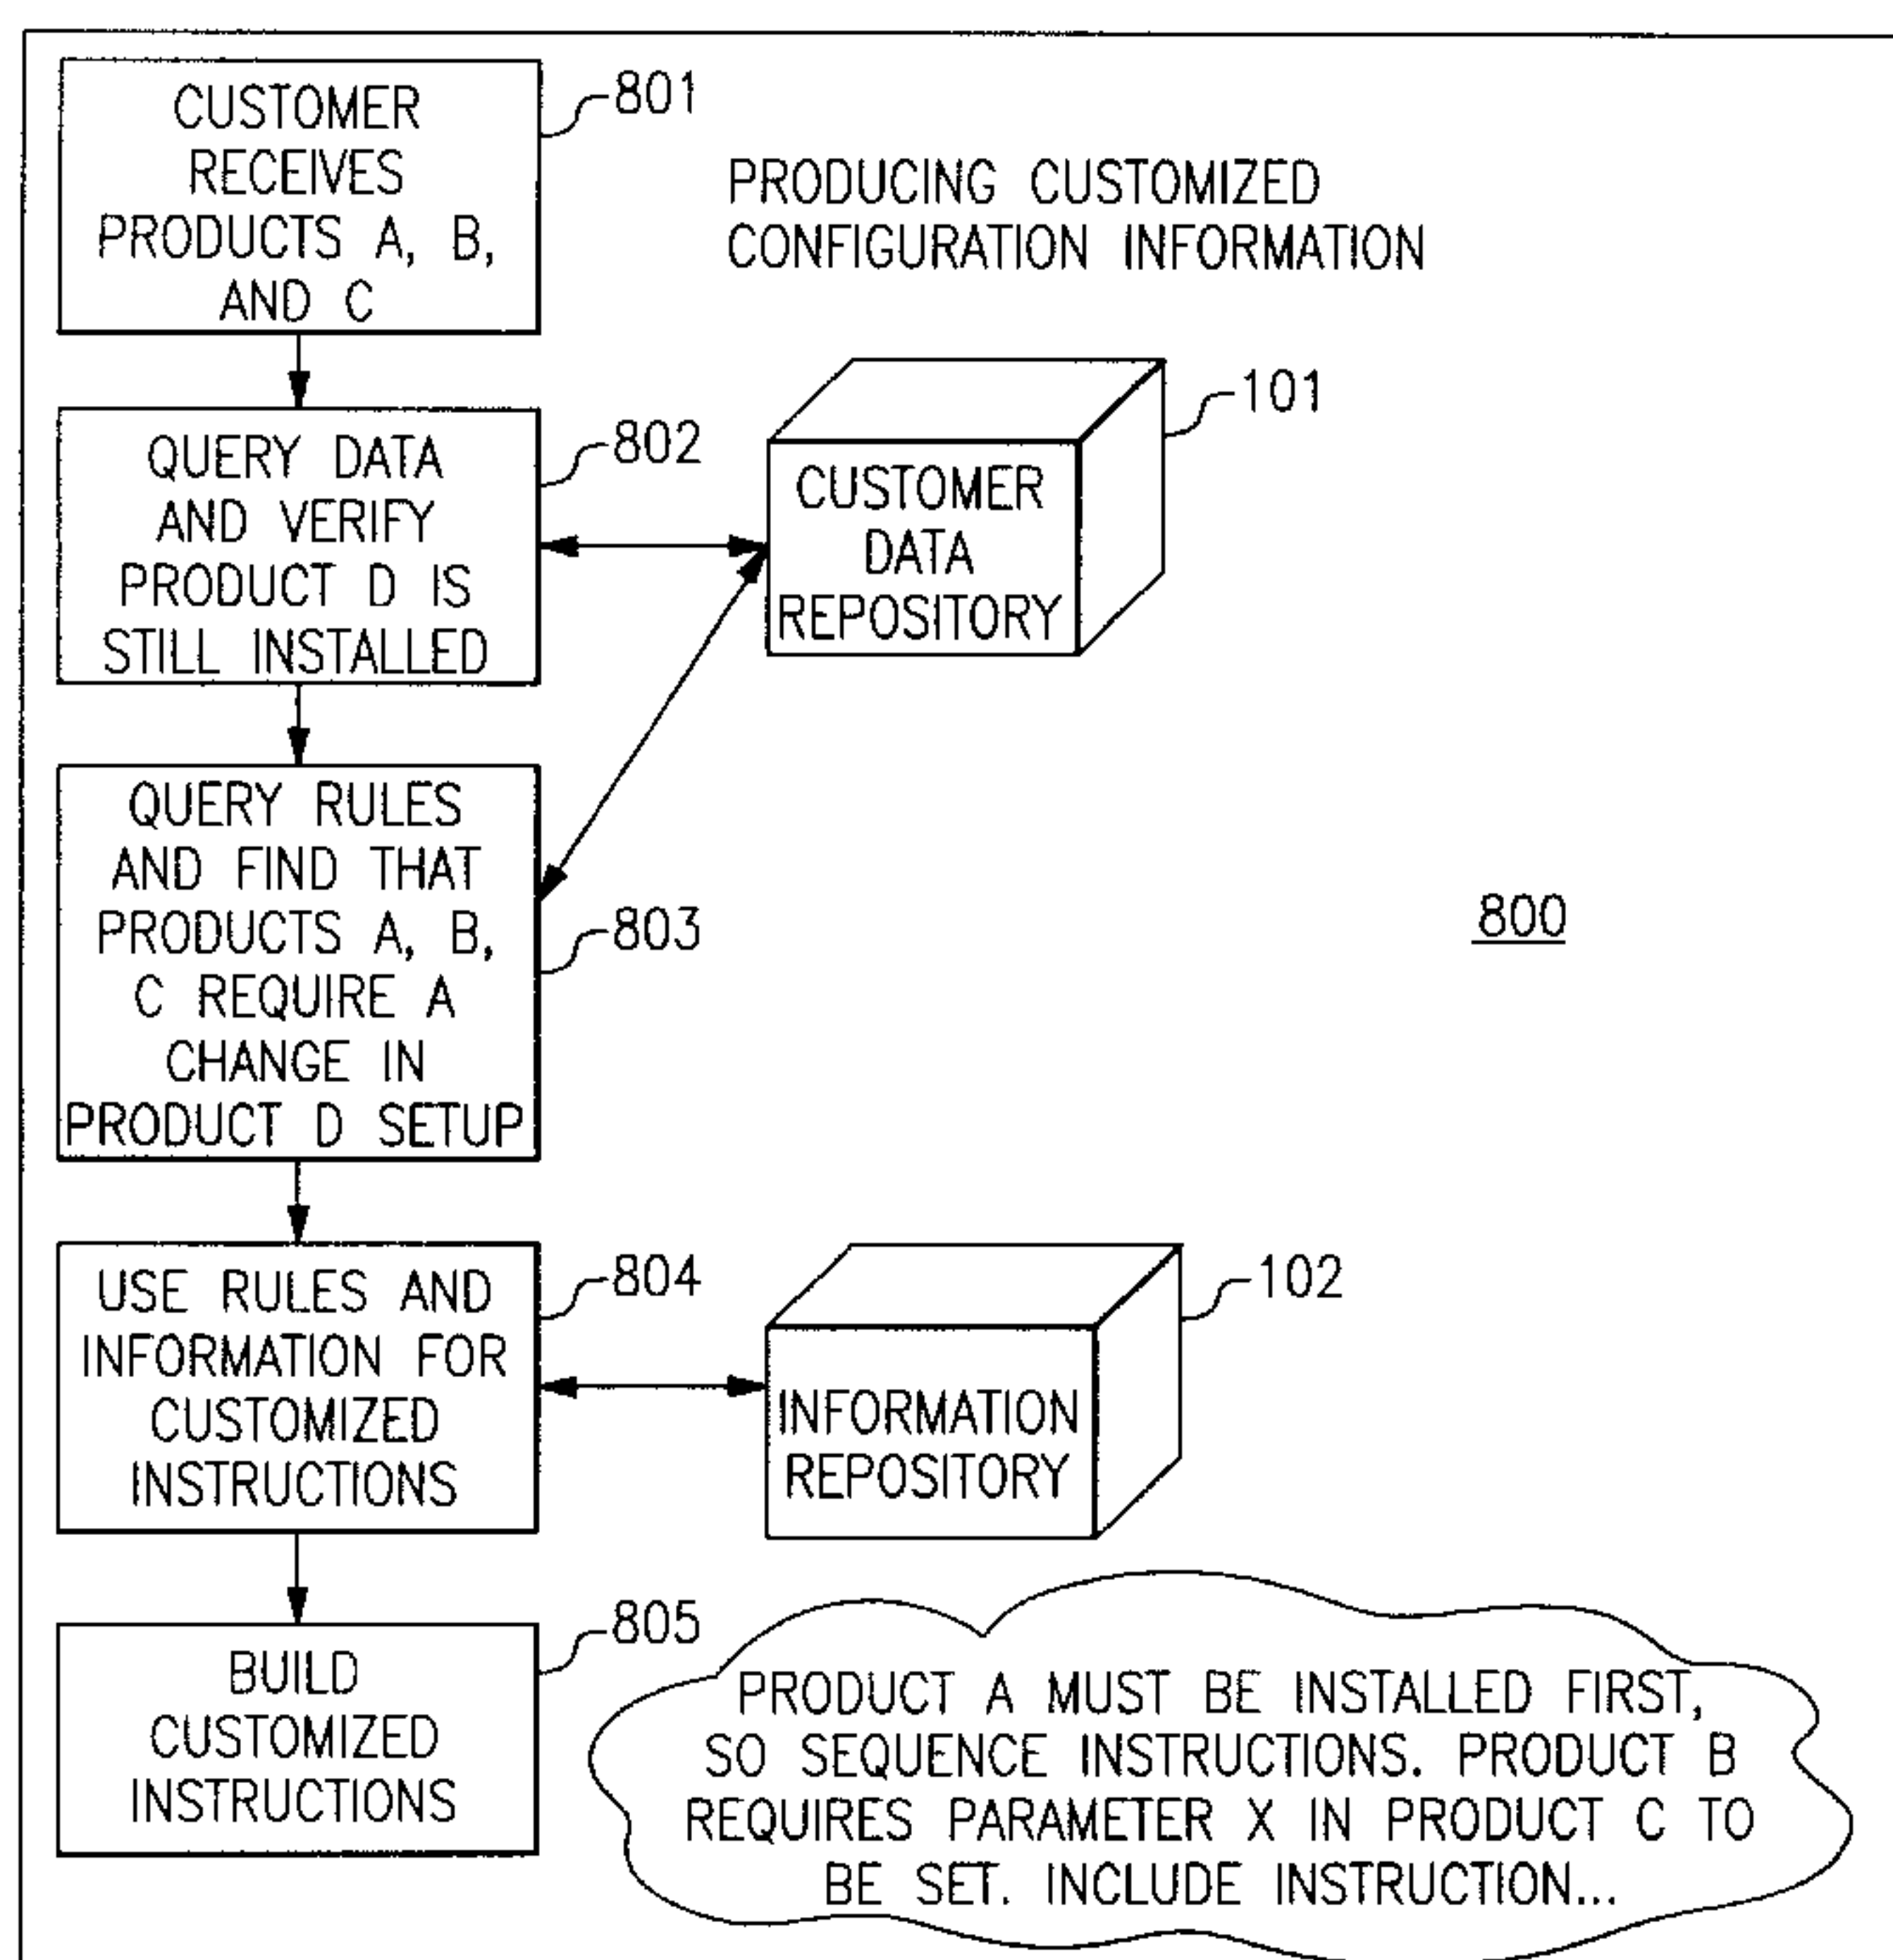 CUSTOMER
RECEIVES
PRODUCTS A, B,
AND C
801
PRODUCING CUSTOMIZED
CONFIGURATION INFORMATION
QUERY DATA
AND VERIFY
PRODUCT D IS
STILL INSTALLED
802
CUSTOMER
DATA
REPOSITORY
101
QUERY RULES
AND FIND THAT
PRODUCTS A, B,
C REQUIRE A
CHANGE IN
PRODUCT D SETUP
803
800
USE RULES AND
INFORMATION FOR
CUSTOMIZED
INSTRUCTIONS
804
INFORMATION
REPOSITORY
102
BUILD
CUSTOMIZED
INSTRUCTIONS
805
PRODUCT A MUST BE INSTALLED FIRST,
SO SEQUENCE INSTRUCTIONS. PRODUCT B
REQUIRES PARAMETER X IN PRODUCT C TO
BE SET. INCLUDE INSTRUCTION...